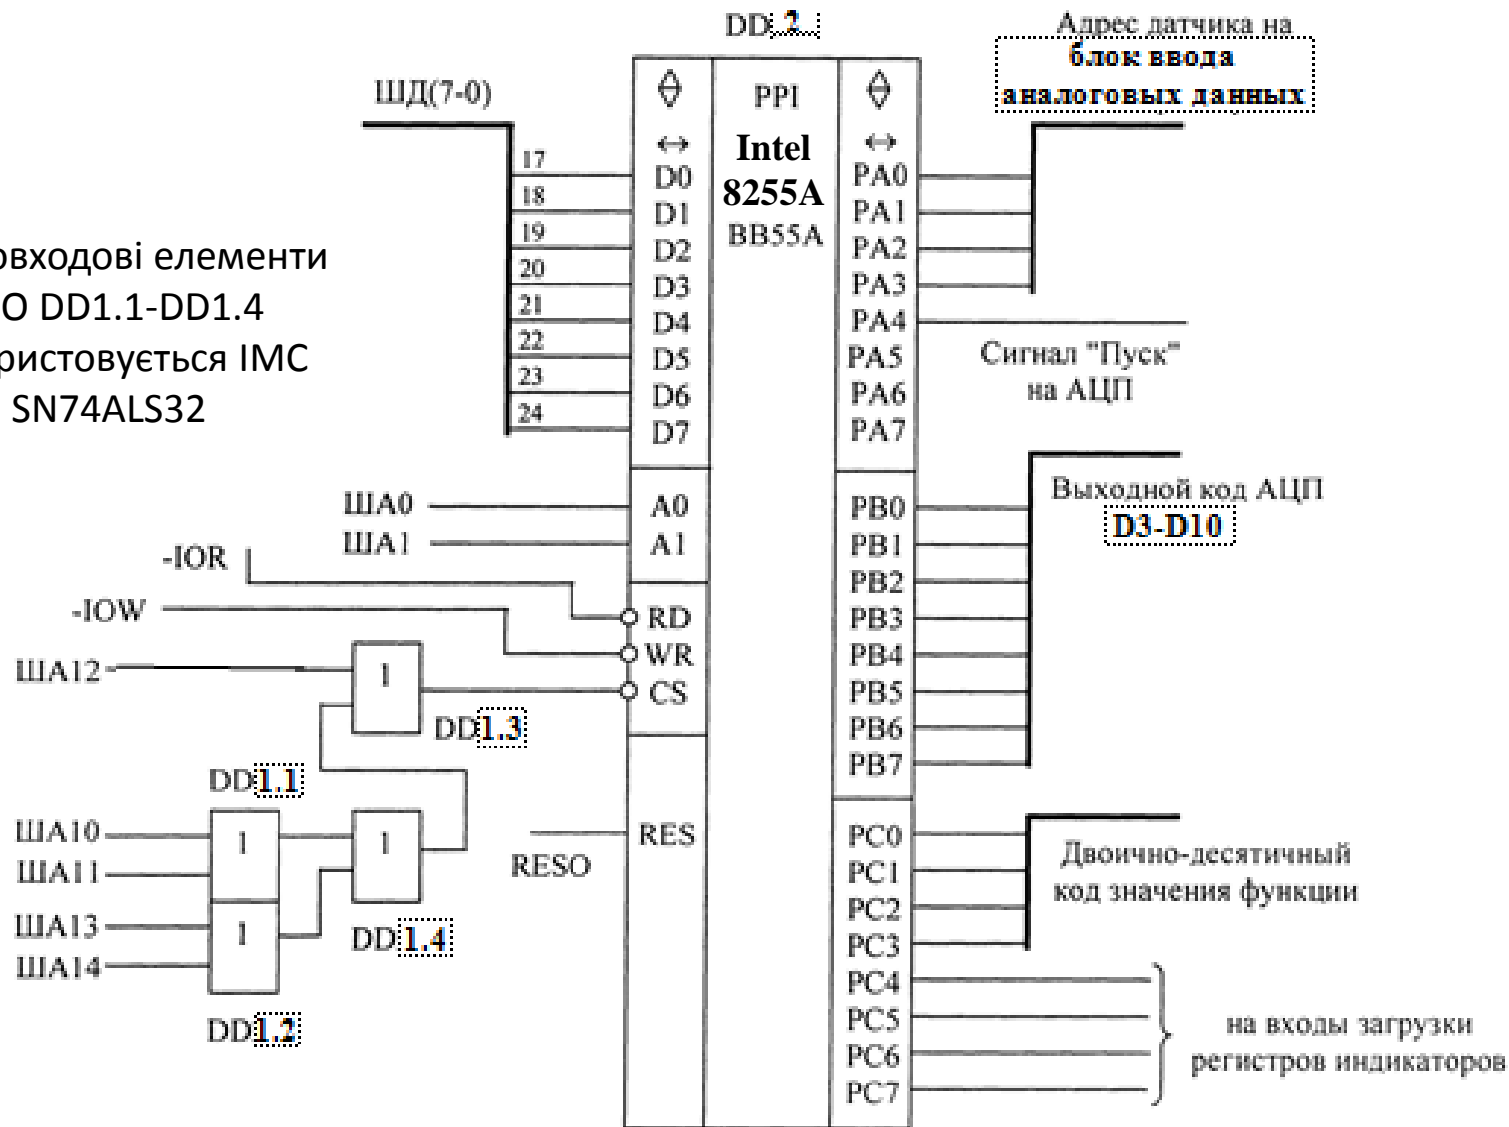 DD 2
Адрес датчика на
блок ввода
аналоговых данных
ШД(7-0)
PPI
Intel
8255A
BB55A
17
18
19
20
21
22
23
24
D0
D1
D2
D3
D4
D5
D6
D7
PA0
PA1
PA2
PA3
PA4
PA5
PA6
PA7
Сигнал "Пуск"
на АЦП
овходові елементи
О DD1.1-DD1.4
ристовується ІМС
SN74ALS32
ША0
ША1
A0
A1
-IOR
-IOW
RD
WR
CS
ША12
1
DD1.3
PB0
PB1
PB2
PB3
PB4
PB5
PB6
PB7
Выходной код АЦП
D3-D10
DD1.1
ША10
ША11
1
1
ША13
ША14
1
DD1.4
DD1.2
RESO
RES
PC0
PC1
PC2
PC3
PC4
PC5
PC6
PC7
Двоично-десятичный
код значения функции
на входы загрузки
регистров индикаторов